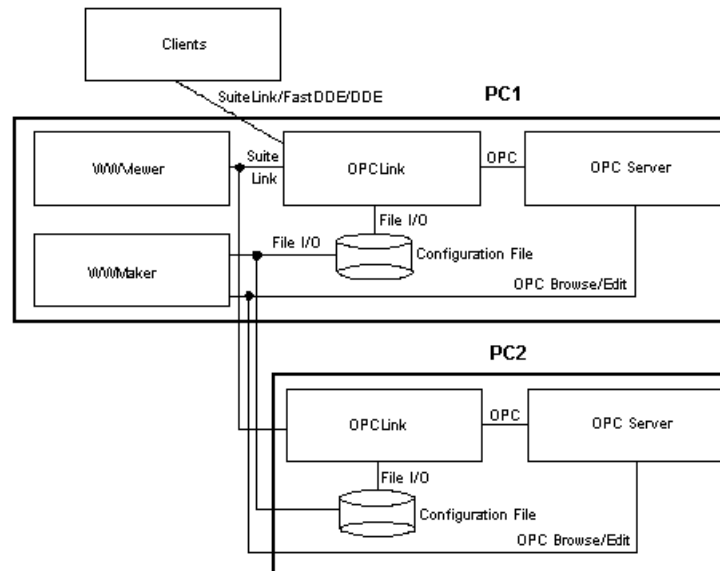 Clients
SuiteLink/FastDDE/DDE
PC1
WWViewer
Suite
Link
OPCLink
OPC
OPC Server
File I/O
WWMaker
File I/O
Configuration File
OPC Browse/Edit
PC2
OPCLink
OPC
OPC Server
File I/O
Configuration File
OPC Browse/Edit